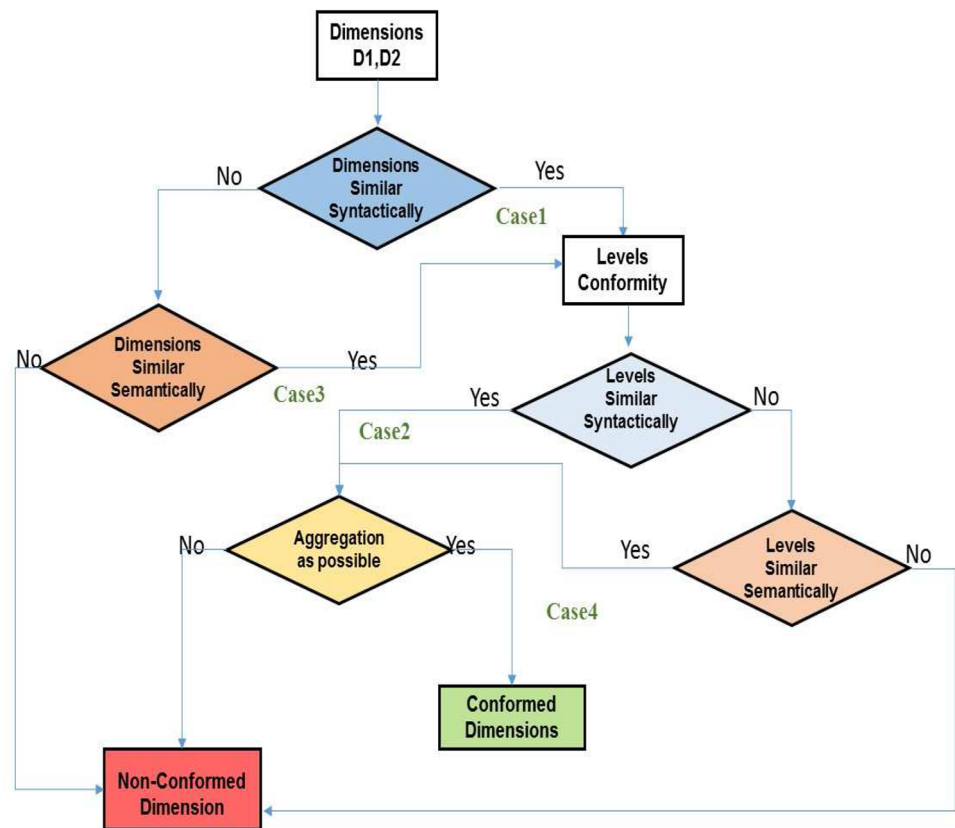 Dimensions
D1,D2
Dimensions
Similar
Syntactically
No
Yes
Case1
Levels
Conformity
Dimensions
Similar
Semantically
No
Yes
Case3
Levels
Similar
Syntactically
Yes
No
Case2
Aggregation
as possible
No
Yes
Levels
Similar
Semantically
Yes
No
Case4
Conformed
Dimensions
Non-Conformed
Dimension